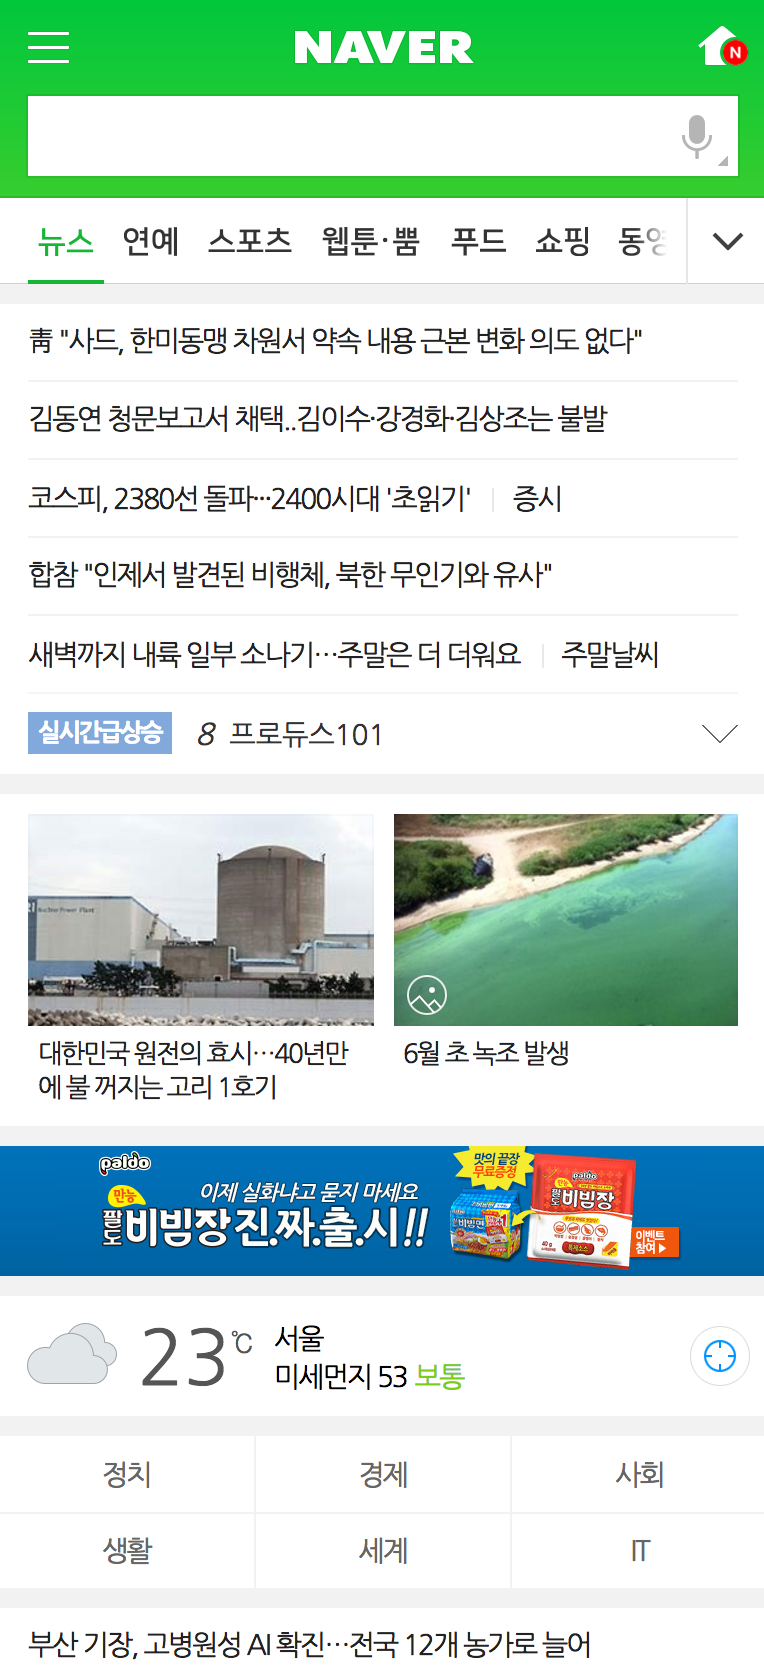 NAVER
N
뉴스 연예 스포츠 웹툰·뿜 푸드 쇼핑 동영
靑 "사드, 한미동맹 차원서 약속 내용 근본 변화 의도 없다"
김동연 청문보고서 채택..김이수·강경화·김상조는 불발
코스피, 2380선 돌파···2400시대 '초읽기' 증시
합참 "인제서 발견된 비행체, 북한 무인기와 유사"
새벽까지 내륙 일부 소나기···주말은 더 더워요 주말날씨
실시간급상승 8 프로듀스101
Nuclear Power Plant
대한민국 원전의 효시···40년만
에 불 꺼지는 고리 1호기
6월 초 녹조 발생
paldo
이제 실화냐고 묻지 마세요
만능
팔도비빔장 진.짜.출.시!!
맛의 끝장
무료증정
비빔면
paldo
만능
팔도비빔장
40g
이벤트
참여▶
23℃
서울
미세먼지 53 보통
정치 경제 사회
생활 세계 IT
부산 기장, 고병원성 AI 확진···전국 12개 농가로 늘어